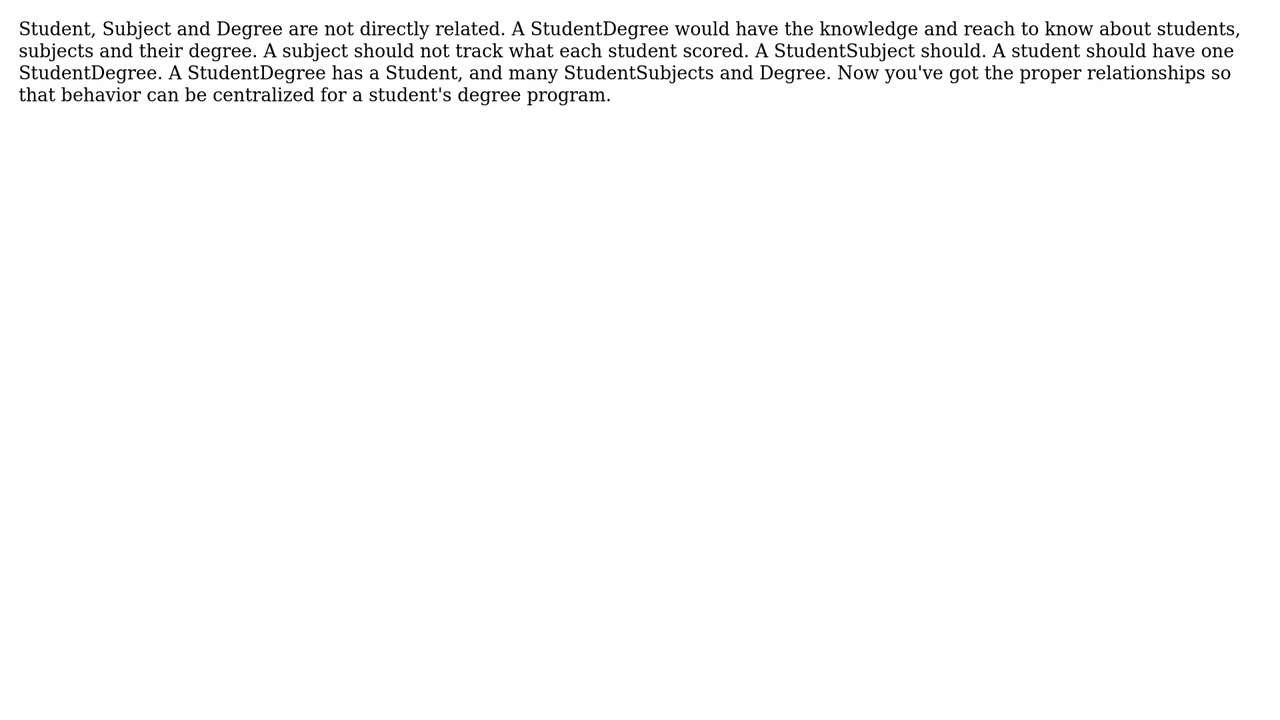 Student, Subject and Degree are not directly related. A StudentDegree would have the knowledge and reach to know about students,
subjects and their degree. A subject should not track what each student scored. A StudentSubject should. A student should have one
StudentDegree. A StudentDegree has a Student, and many StudentSubjects and Degree. Now you've got the proper relationships so
that behavior can be centralized for a student's degree program.